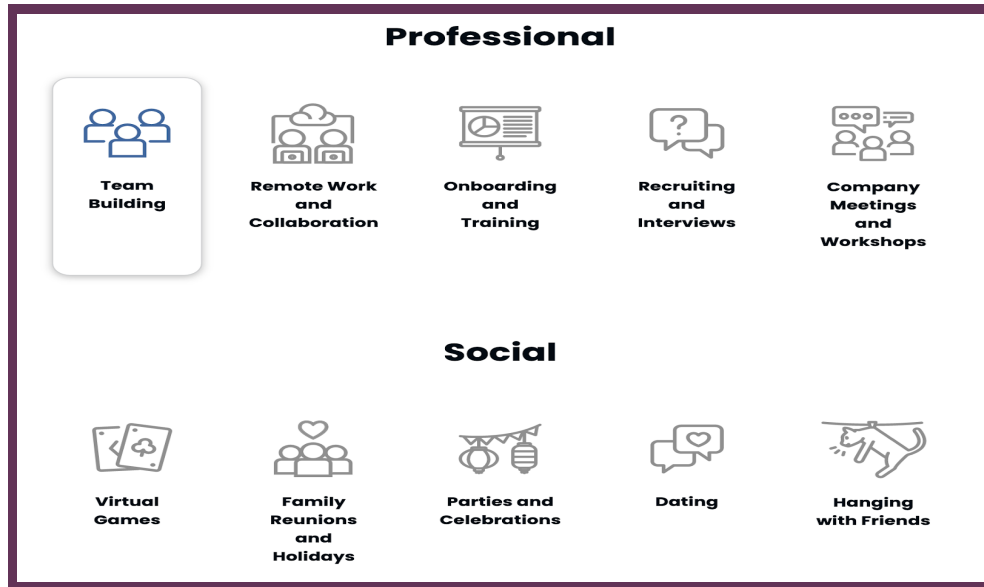 Professional
Team
Building
Remote Work
and
Collaboration
Onboarding
and
Training
Recruiting
and
Interviews
Company
Meetings
and
Workshops
Social
Virtual
Games
Family
Reunions
and
Holidays
Parties and
Celebrations
Dating
Hanging
with Friends